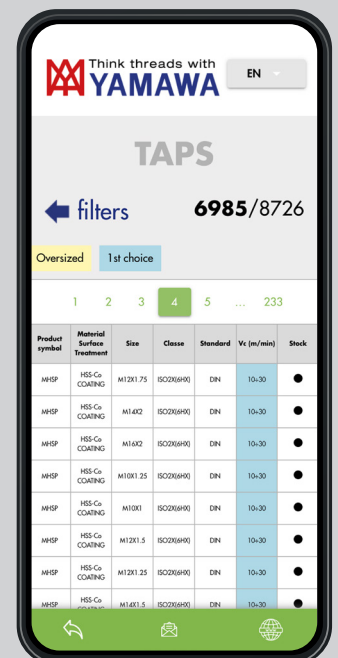 Think threads with
YAMAWA
EN
TAPS
filters
6985/8726
Oversized 1st choice
1 2 3 4 5 ... 233
Product symbol Material Surface Treatment Size Classe Standard Vc (m/min) Stock
MHSP HSS-Co COATING M12X1.75 ISO2X(6HX) DIN 10÷30
MHSP HSS-Co COATING M14X2 ISO2X(6HX) DIN 10÷30
MHSP HSS-Co COATING M16X2 ISO2X(6HX) DIN 10÷30
MHSP HSS-Co COATING M10X1.25 ISO2X(6HX) DIN 10÷30
MHSP HSS-Co COATING M10X1 ISO2X(6HX) DIN 10÷30
MHSP HSS-Co COATING M12X1.5 ISO2X(6HX) DIN 10÷30
MHSP HSS-Co COATING M12X1.25 ISO2X(6HX) DIN 10÷30
MHSP HSS-Co M14X1.5 ISO2X(6HX) DIN 10÷30